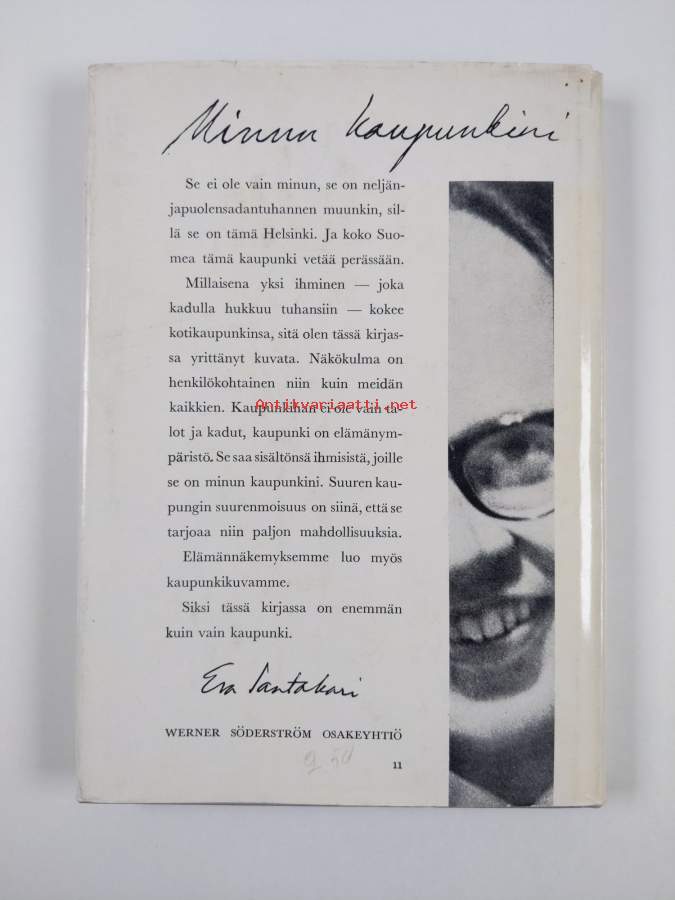 Minun kaupunkini
Se ei ole vain minun, se on neljän-
japuolensadantuhannen muunkin, sil-
lä se on tämä Helsinki. Ja koko Suo-
mea tämä kaupunki vetää perässään.
Millaisena yksi ihminen — joka
kadulla hukkuu tuhansiin — kokee
kotikaupunkinsa, sitä olen tässä kirjas-
sa yrittänyt kuvata. Näkökulma on
henkilökohtainen niin kuin meidän
kaikkien. Kaupunkihan ei ole vain ta-
Antikvariaatti.net
lot ja kadut, kaupunki on elämänym-
päristö. Se saa sisältönsä ihmisistä, joille
se on minun kaupunkini. Suuren kau-
pungin suurenmoisuus on siinä, että se
tarjoaa niin paljon mahdollisuuksia.
Elämännäkemyksemme luo myös
kaupunkikuvamme.
Siksi tässä kirjassa on enemmän
kuin vain kaupunki.
Eva Santakari
WERNER SÖDERSTRÖM OSAKEYHTIÖ
11